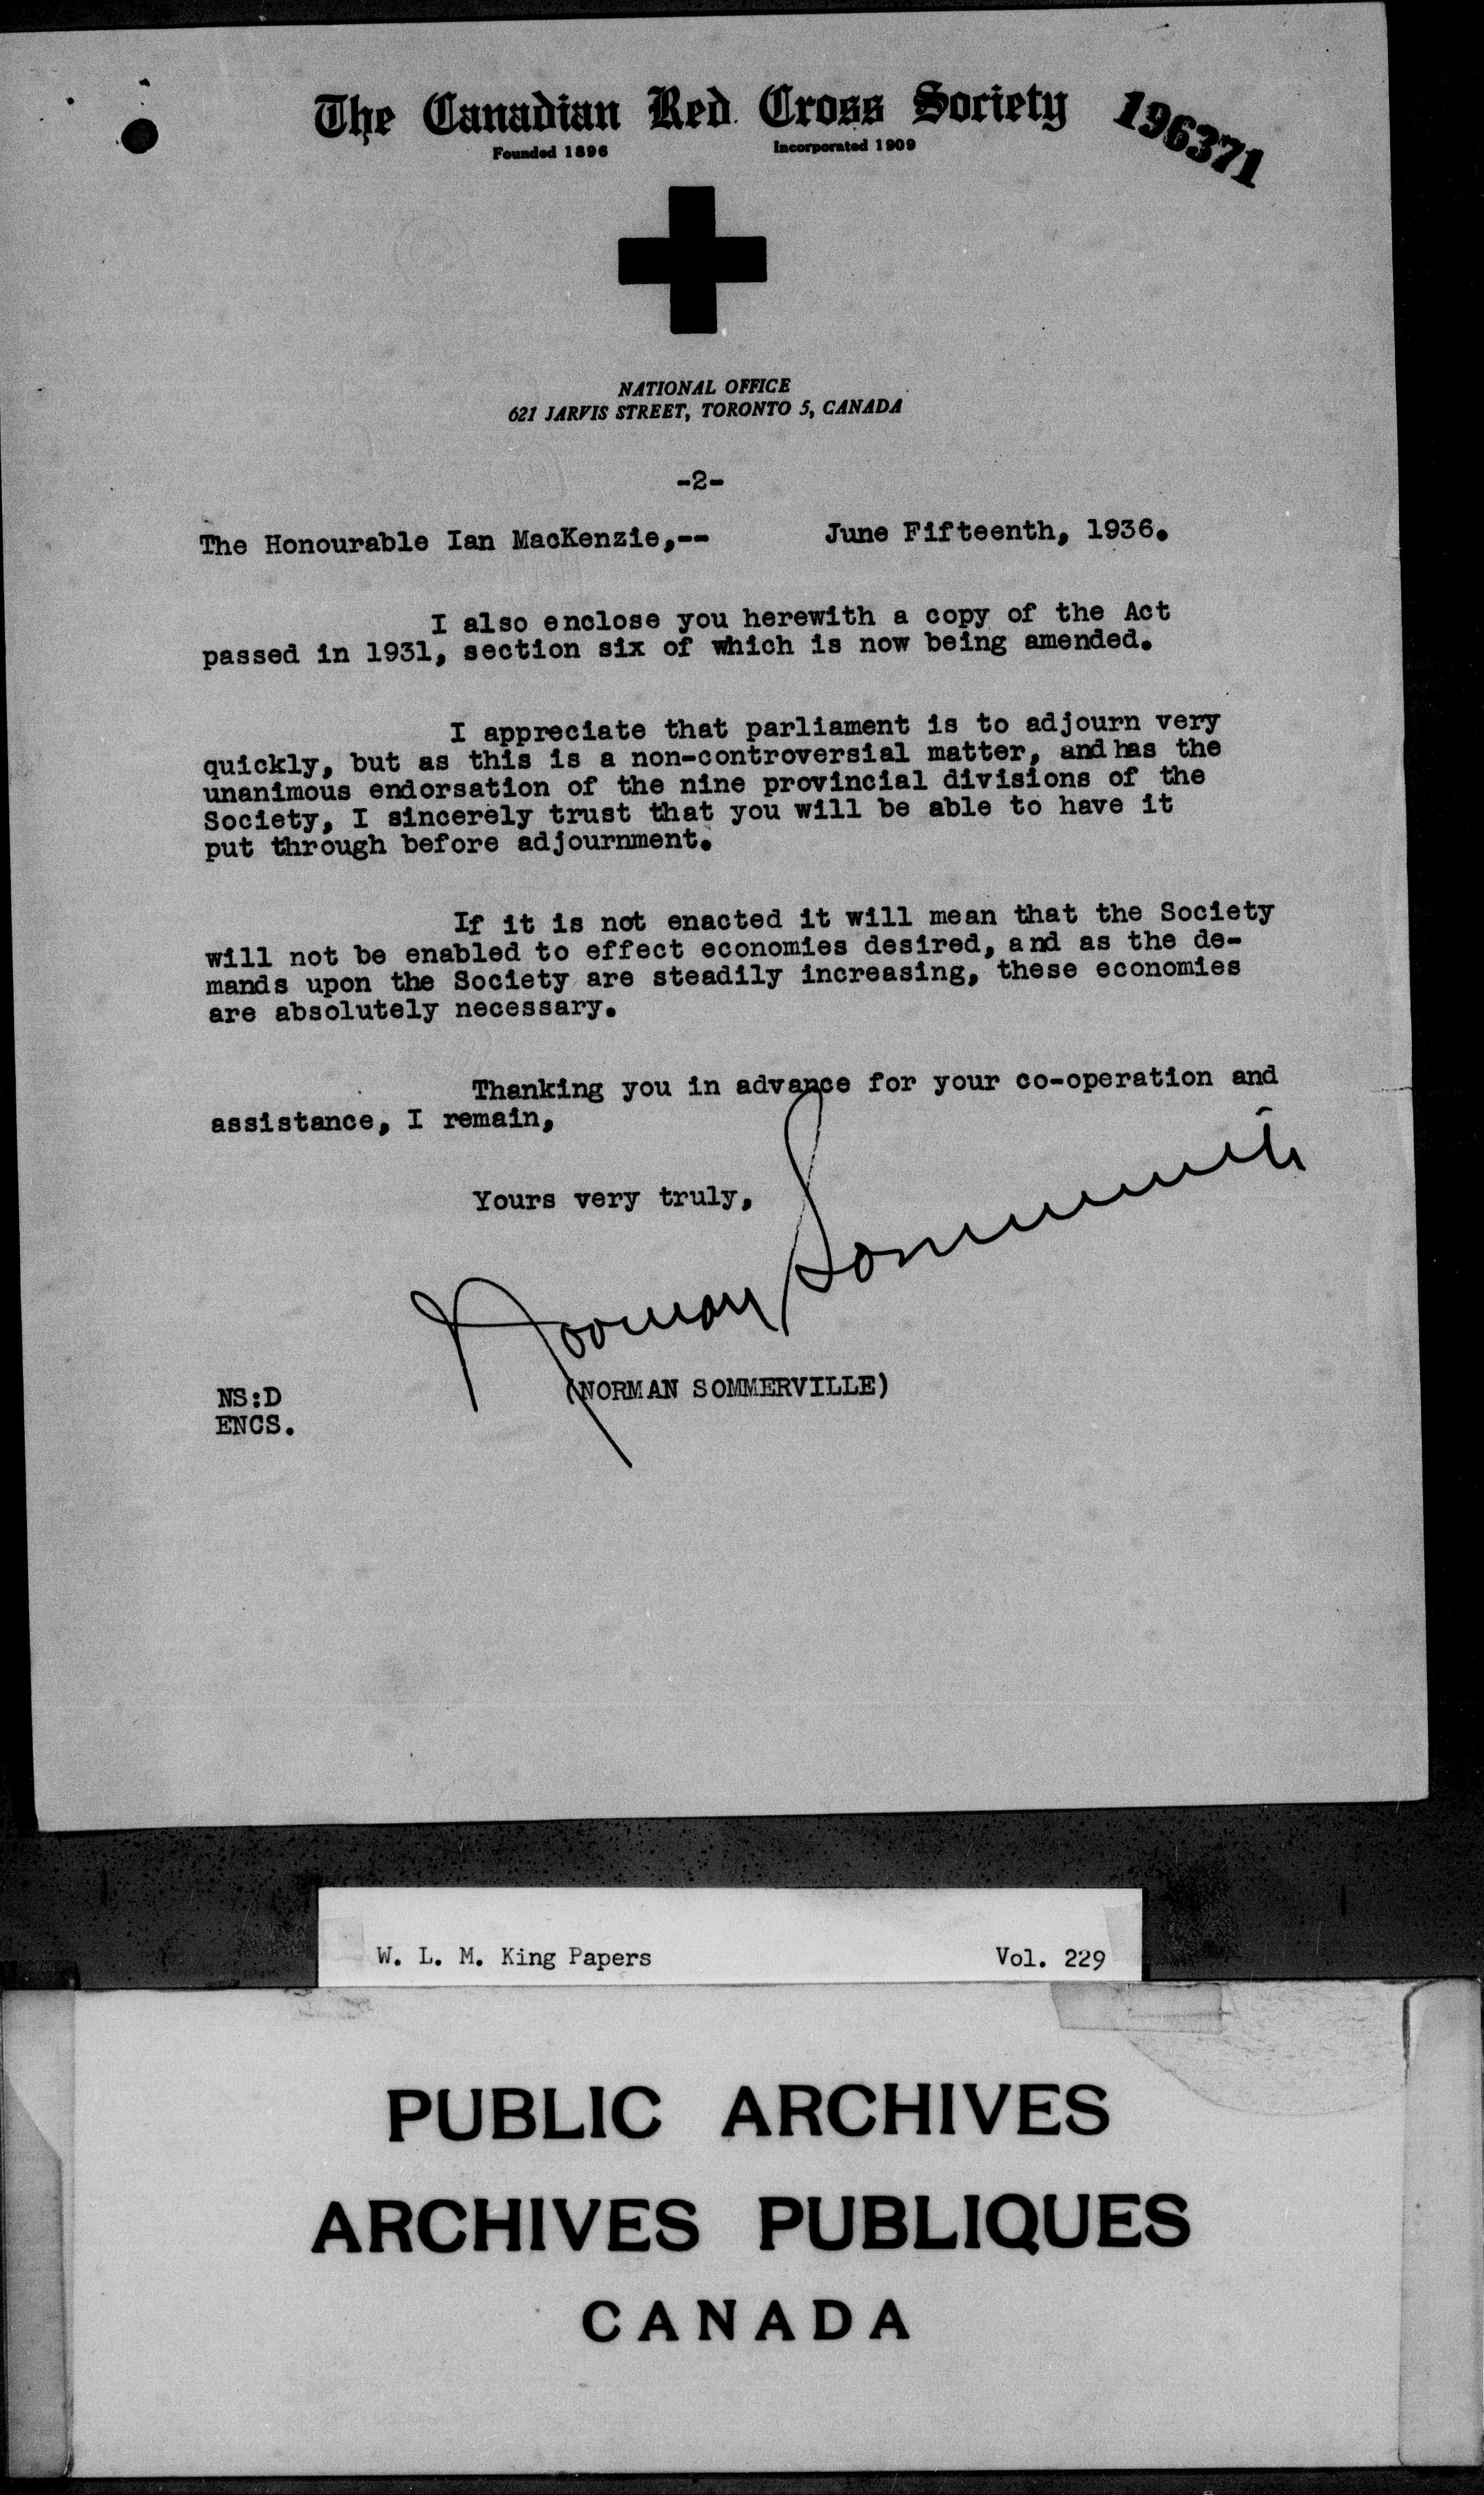 The Canadian Red Cross Society
196371
Founded 1896 Incorporated 1909
NATIONAL OFFICE
621 JARVIS STREET, TORONTO 5, CANADA
-2-
The Honourable Ian MacKenzie,-- June Fifteenth, 1936.
I also enclose you herewith a copy of the Act
passed in 1931, section six of which is now being amended.
I appreciate that parliament is to adjourn very
quickly, but as this is a non-controversial matter, and has the
unanimous endorsation of the nine provincial divisions of the
Society, I sincerely trust that you will be able to have it
put through before adjournment.
If it is not enacted it will mean that the Society
will not be enabled to effect economies desired, and as the de-
mands upon the Society are steadily increasing, these economies
are absolutely necessary.
Thanking you in advance for your co-operation and
assistance, I remain,
Yours very truly,
Norman Sommerville
(NORMAN SOMMERVILLE)
NS:D
ENCS.
W. L. M. King Papers Vol. 229
PUBLIC ARCHIVES
ARCHIVES PUBLIQUES
CANADA